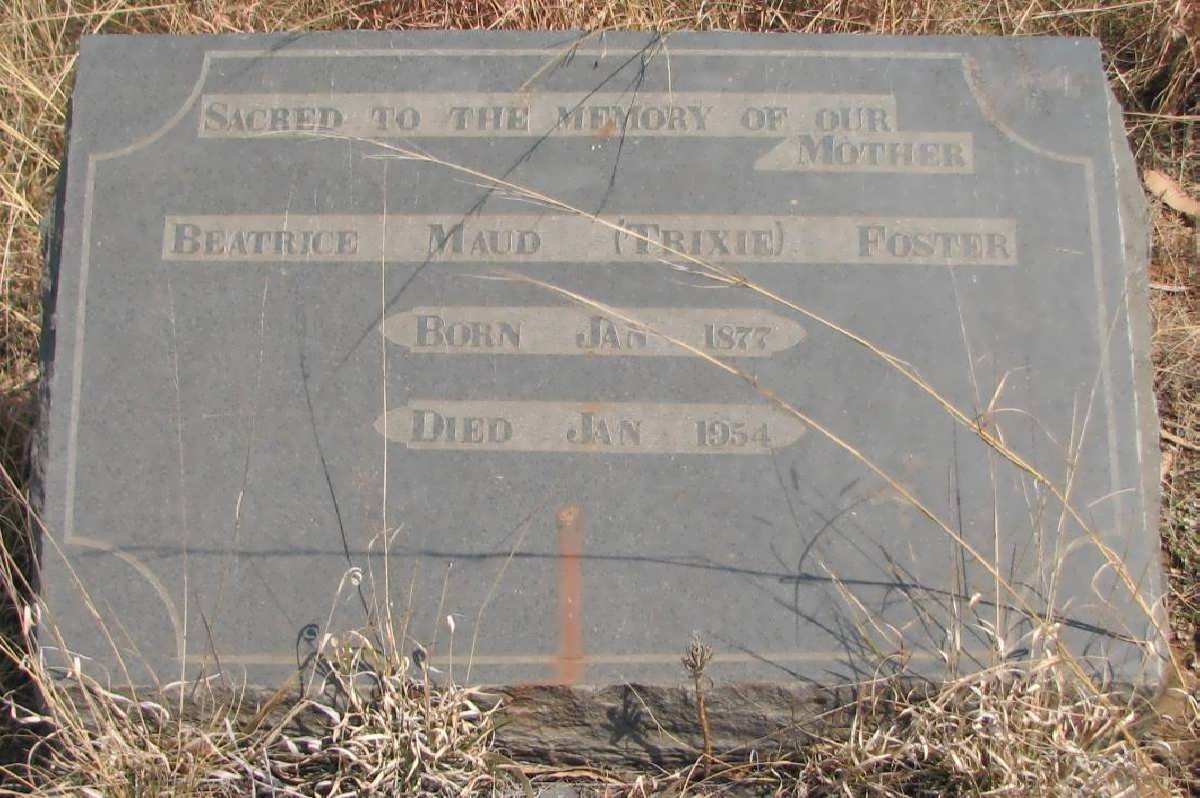 SACRED TO THE MEMORY OF OUR
MOTHER
BEATRICE MAUD (TRIXIE) FOSTER
BORN JAN 1877
DIED JAN 1954